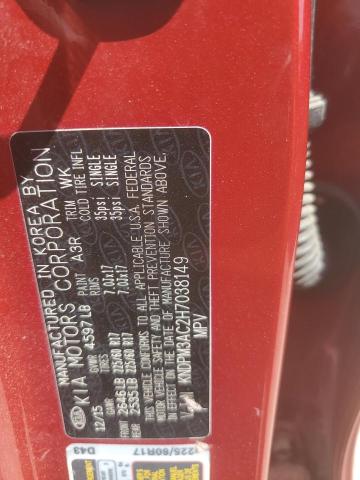 MANUFACTURED IN KOREA BY
KIA KIA MOTORS CORPORATION
12/15 PAINT A3R TRIM WK
GVWR 4597LB
TIRES RIMS COLD TIRE INFL
FRONT 2646LB 225/60 R17 7.0JX17 35psi SINGLE
REAR 2535LB 225/60 R17 7.0JX17 35psi SINGLE
THIS VEHICLE CONFORMS TO ALL APPLICABLE U.S.A. FEDERAL
MOTOR VEHICLE SAFETY, BUMPER, AND THEFT PREVENTION STANDARDS
IN EFFECT ON THE DATE OF MANUFACTURE SHOWN ABOVE.
KNDPM3AC2H7038149
MPV
D43
225/60R17